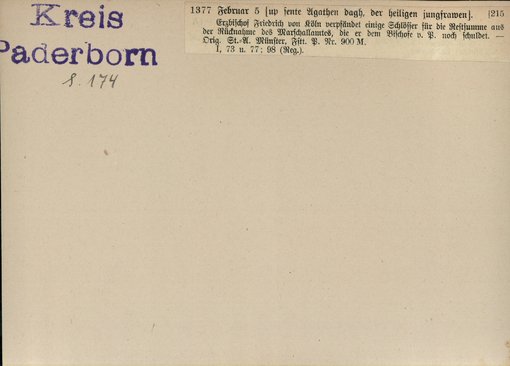 Kreis
Paderborn
S. 174
1377 Februar 5 [up sente Agathen dagh, der heiligen jungfrawen]. [215
Erzbischof Friedrich von Köln verpfändet einige Schlösser für die Restsumme aus
der Rücknahme des Marschallamtes, die er dem Bischofe v. P. noch schuldet. —
Orig. St.-A. Münster, Fstt. P. Nr. 900 M.
I, 73 u. 77; 98 (Reg.).